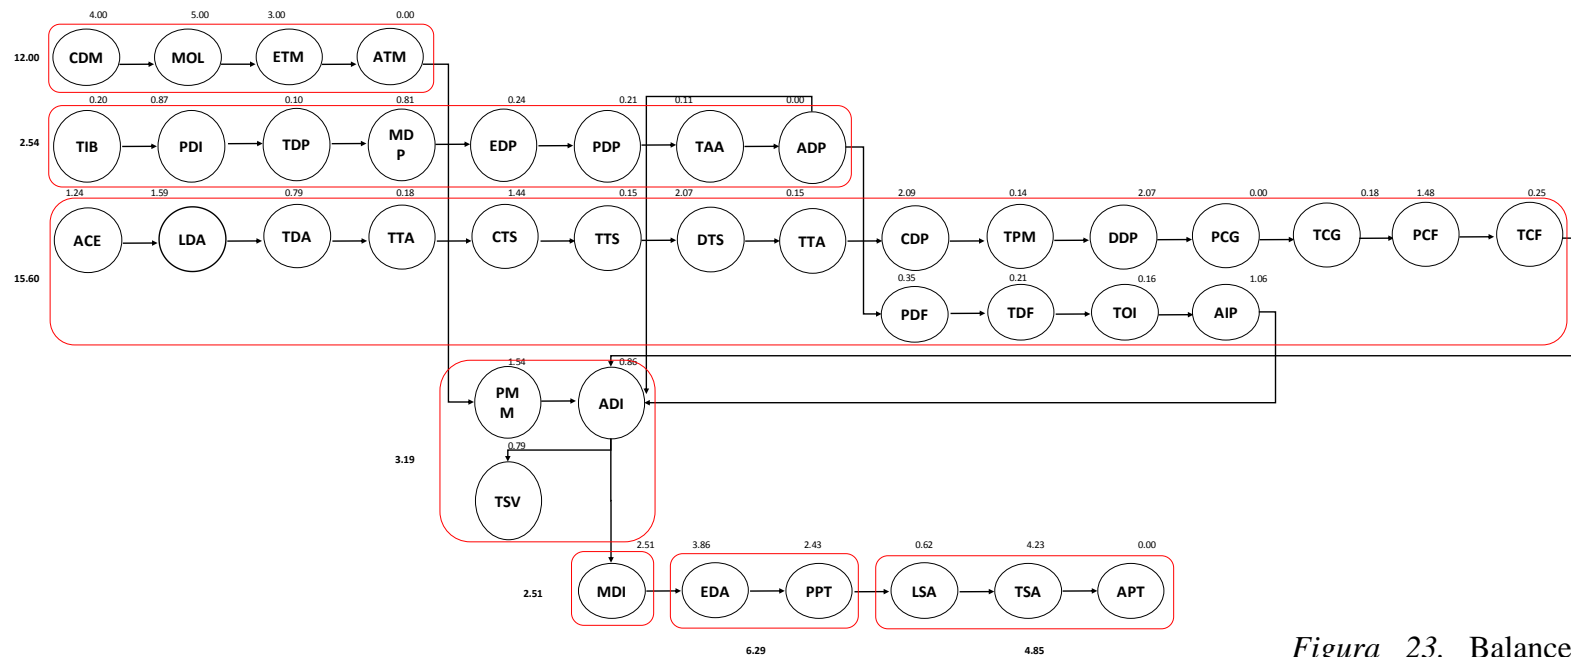 4.00 5.00 3.00 0.00
12.00 CDM MOL ETM ATM
0.20 0.87 0.10 0.81 0.24 0.21 0.11 0.00
2.54 TIB PDI TDP MD
P EDP PDP TAA ADP
1.24 1.59 0.79 0.18 1.44 0.15 2.07 0.15 2.09 0.14 2.07 0.00 0.18 1.48 0.25
ACE LDA TDA TTA CTS TTS DTS TTA CDP TPM DDP PCG TCG PCF TCF
15.60
0.35 0.21 0.16 1.06
PDF TDF TOI AIP
1.54 0.86
PM
M ADI
0.79
3.19
TSV
2.51 3.86 2.43 0.62 4.23 0.00
2.51 MDI EDA PPT LSA TSA APT
6.29 4.85
Figura 23. Balance